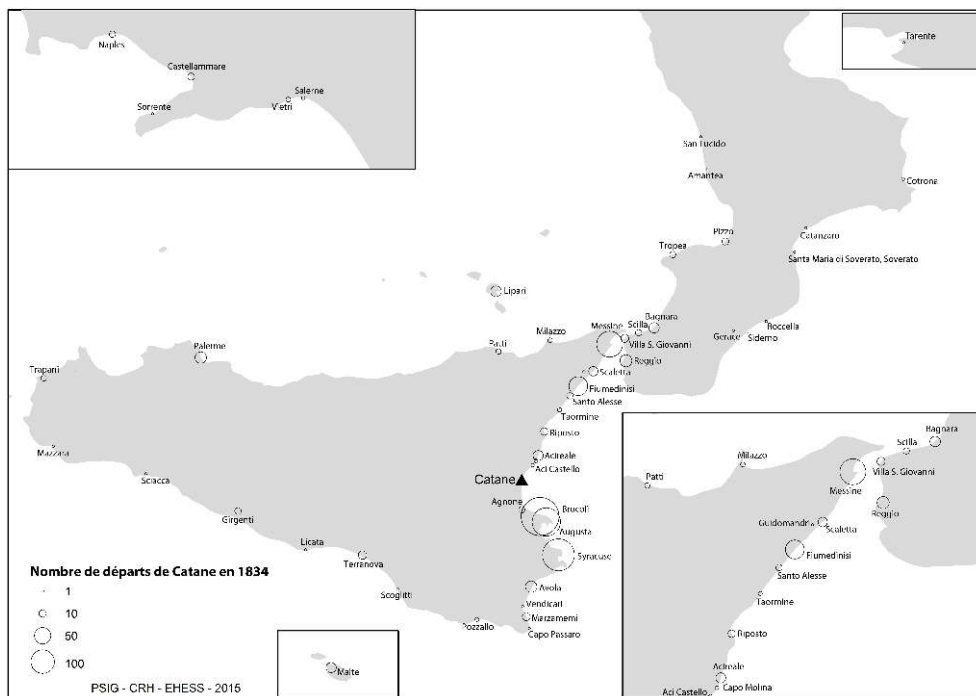 Naples
Castellammare
Sorrente
Vietri
Salerne
Tarente
San Lucido
Amantea
Cotrona
Pizzo
Catanzaro
Tropea
Santa Maria di Soverato, Soverato
Lipari
Bagnara
Scilla
Messine
Milazzo
Roccella
Gerace
Siderno
Villa S. Giovanni
Patti
Palerme
Reggio
Trapani
Scaletta
Fiumedinisi
Santo Alesse
Taormine
Riposto
Mazzara
Acireale
Aci Castello
Sciacca
Catane
Agnone
Brucoli
Girgenti
Augusta
Licata
Terranova
Syracuse
Scoglitti
Avola
Vendicari
Marzamemi
Pozzallo
Capo Passaro
Nombre de départs de Catane en 1834
1
10
50
100
PSIG - CRH - EHESS - 2015
Malte
Bagnara
Scilla
Milazzo
Villa S. Giovanni
Patti
Messine
Reggio
Guidomandri
Scaletta
Fiumedinisi
Santo Alesse
Taormine
Riposto
Acireale
Aci Castello
Capo Molina